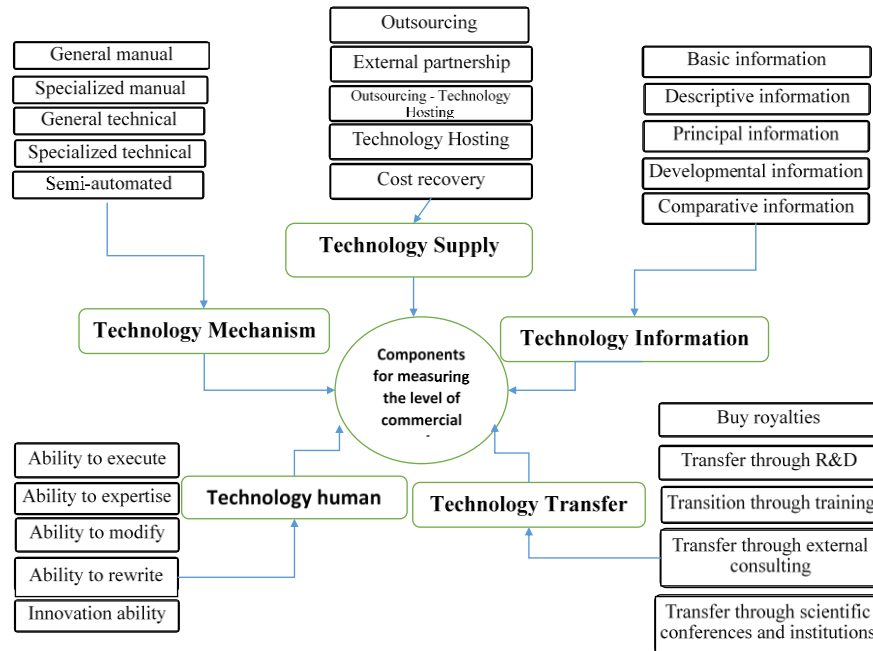 Outsourcing
External partnership
Outsourcing - Technology
Hosting
Technology Hosting
Cost recovery
General manual
Specialized manual
General technical
Specialized technical
Semi-automated
Basic information
Descriptive information
Principal information
Developmental information
Comparative information
Technology Supply
Technology Mechanism
Technology Information
Components
for measuring
the level of
commercial
Ability to execute
Ability to expertise
Ability to modify
Ability to rewrite
Innovation ability
Technology human
Technology Transfer
Buy royalties
Transfer through R&D
Transition through training
Transfer through external
consulting
Transfer through scientific
conferences and institutions